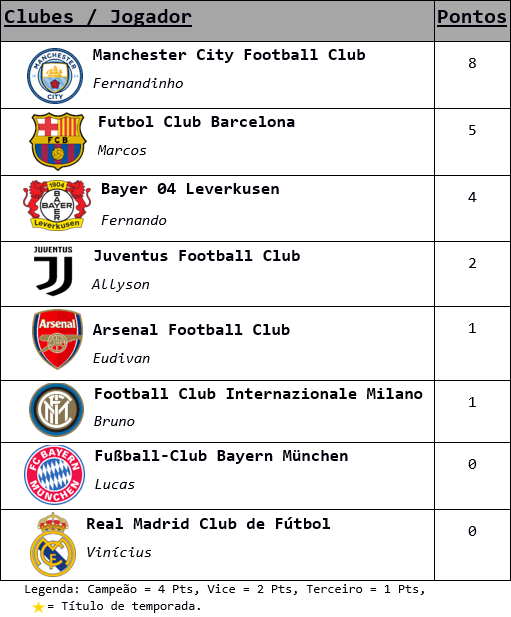 Clubes / Jogador Pontos
MANCHESTER
CITY
Manchester City Football Club
8
Fernandinho
FCB
Futbol Club Barcelona
5
Marcos
1904
BAYER
BAYER
Leverkusen
Bayer 04 Leverkusen
4
Fernando
JUVENTUS
Juventus Football Club
2
Allyson
Arsenal
Arsenal Football Club
1
Eudivan
Football Club Internazionale Milano
1
Bruno
FC BAYERN
MÜNCHEN
Fußball-Club Bayern München
0
Lucas
Real Madrid Club de Fútbol
0
Vinícius
Legenda: Campeão = 4 Pts, Vice = 2 Pts, Terceiro = 1 Pts,
= Título de temporada.